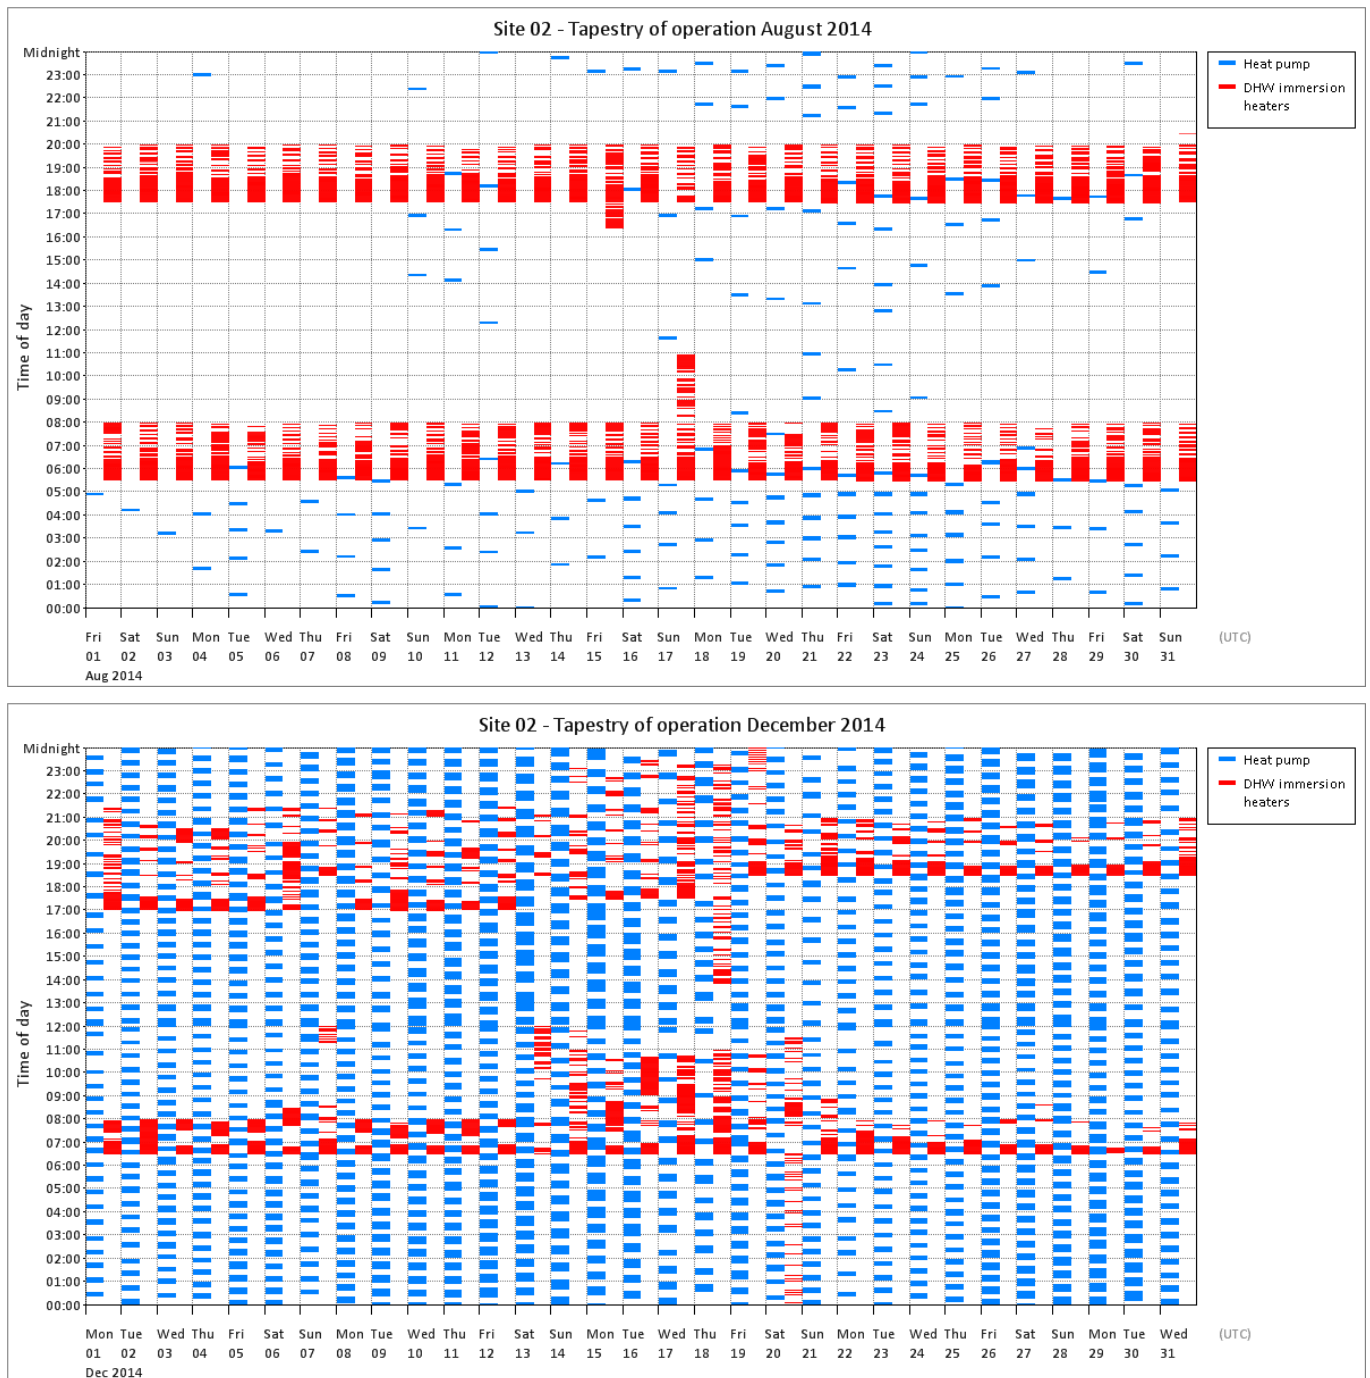 Site 02 - Tapestry of operation August 2014
Midnight
23:00
22:00
21:00
20:00
19:00
18:00
17:00
16:00
15:00
14:00
13:00
12:00
11:00
10:00
09:00
08:00
07:00
06:00
05:00
04:00
03:00
02:00
01:00
00:00
Time of day
Heat pump
DHW immersion
heaters
Fri Sat Sun Mon Tue Wed Thu Fri Sat Sun Mon Tue Wed Thu Fri Sat Sun Mon Tue Wed Thu Fri Sat Sun Mon Tue Wed Thu Fri Sat Sun (UTC)
01 02 03 04 05 06 07 08 09 10 11 12 13 14 15 16 17 18 19 20 21 22 23 24 25 26 27 28 29 30 31
Aug 2014
Site 02 - Tapestry of operation December 2014
Midnight
23:00
22:00
21:00
20:00
19:00
18:00
17:00
16:00
15:00
14:00
13:00
12:00
11:00
10:00
09:00
08:00
07:00
06:00
05:00
04:00
03:00
02:00
01:00
00:00
Time of day
Heat pump
DHW immersion
heaters
Mon Tue Wed Thu Fri Sat Sun Mon Tue Wed Thu Fri Sat Sun Mon Tue Wed Thu Fri Sat Sun Mon Tue Wed Thu Fri Sat Sun Mon Tue Wed (UTC)
01 02 03 04 05 06 07 08 09 10 11 12 13 14 15 16 17 18 19 20 21 22 23 24 25 26 27 28 29 30 31
Dec 2014